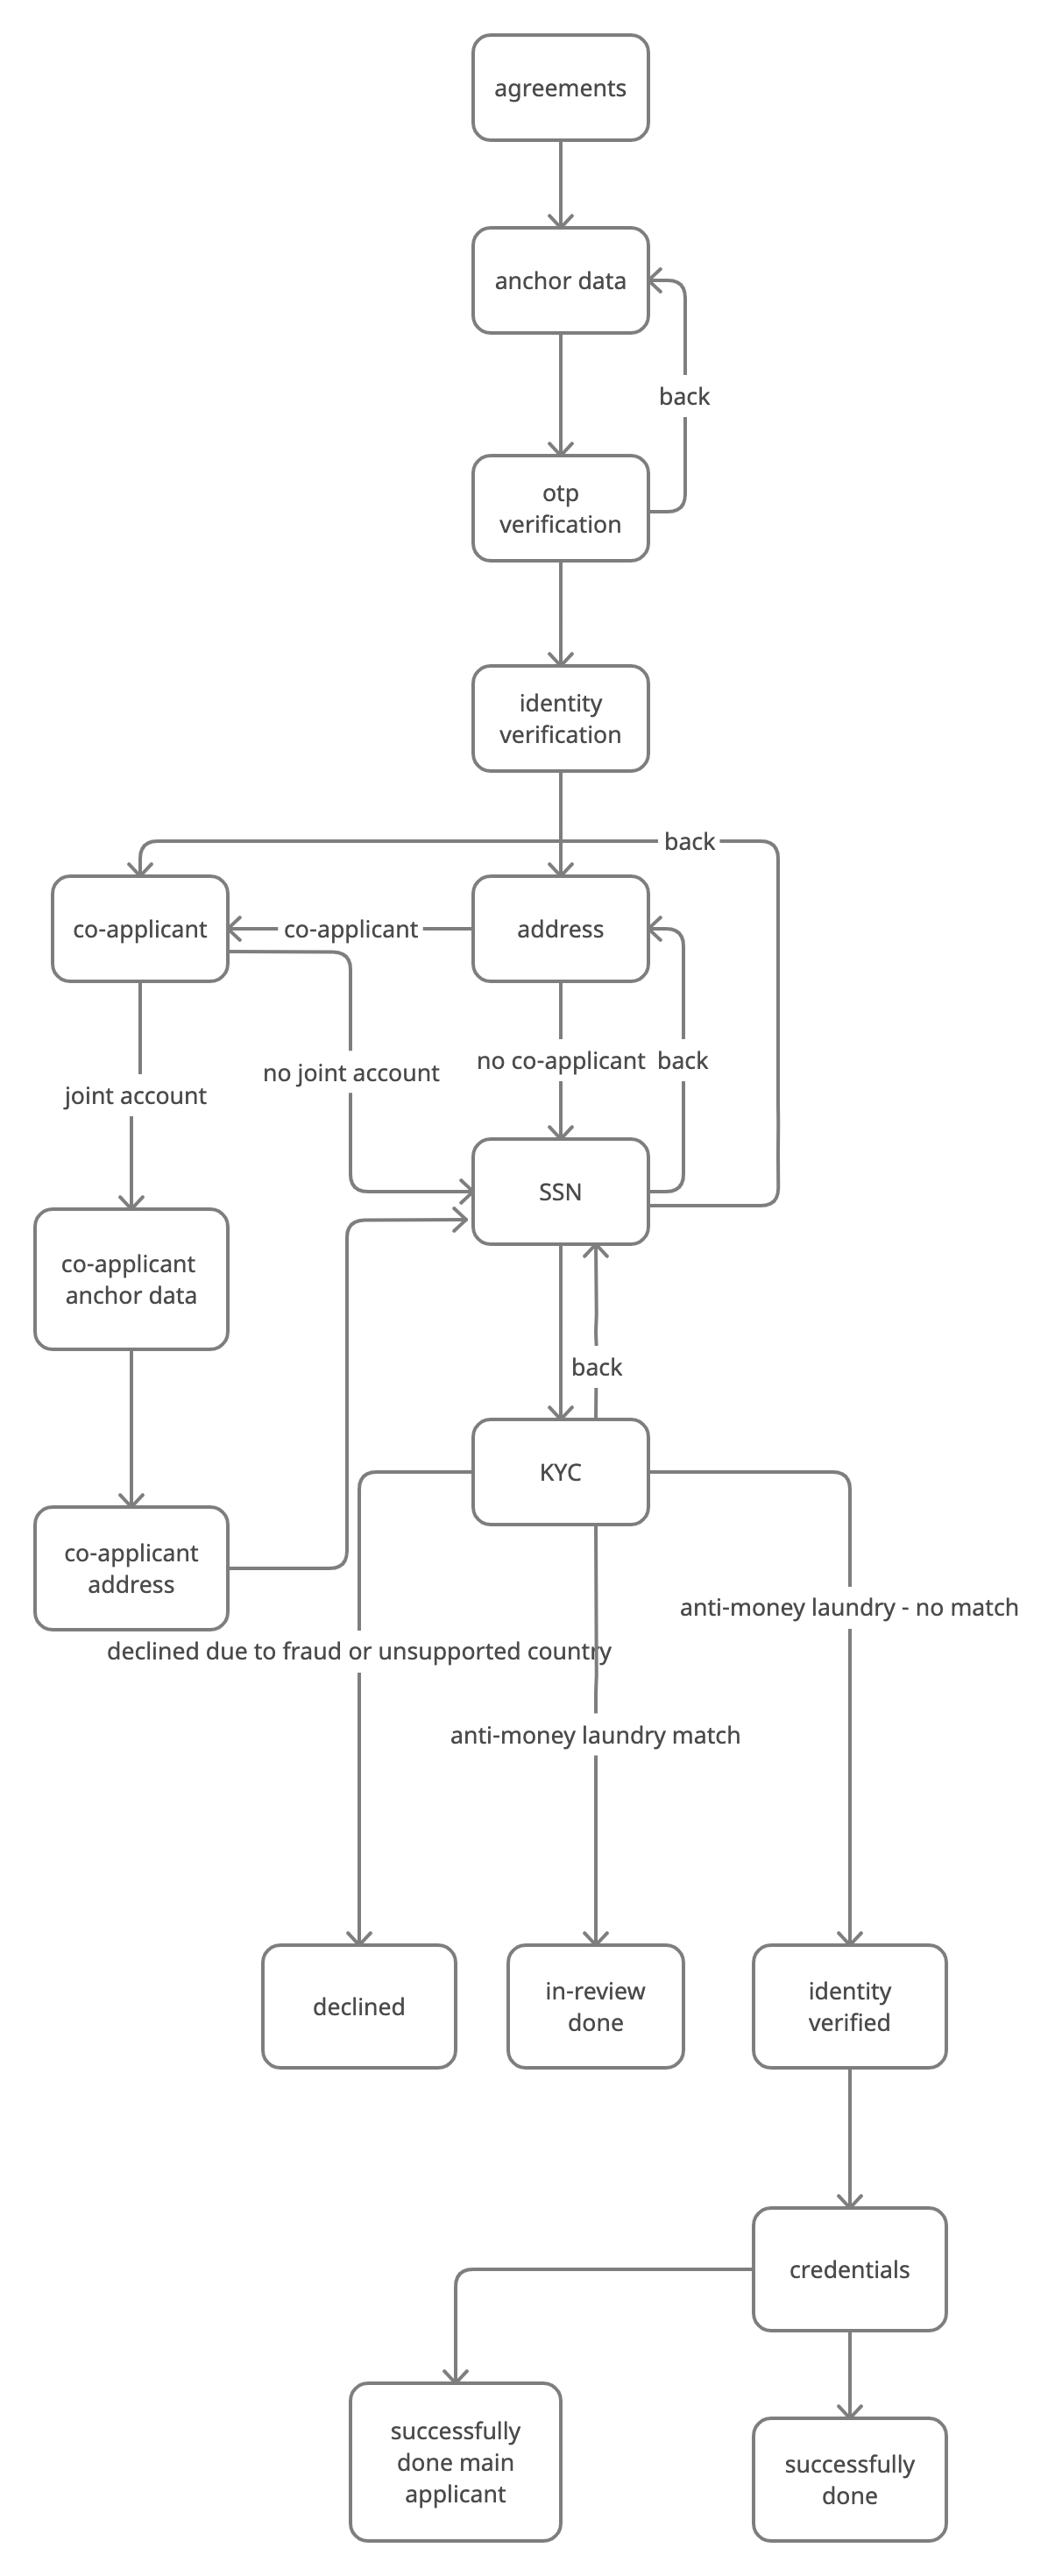 agreements
anchor data
back
otp
verification
identity
verification
back
co-applicant
co-applicant
address
joint account
no joint account
no co-applicant
back
SSN
co-applicant
anchor data
back
KYC
co-applicant
address
anti-money laundry - no match
declined due to fraud or unsupported country
anti-money laundry match
declined
in-review
done
identity
verified
credentials
successfully
done main
applicant
successfully
done